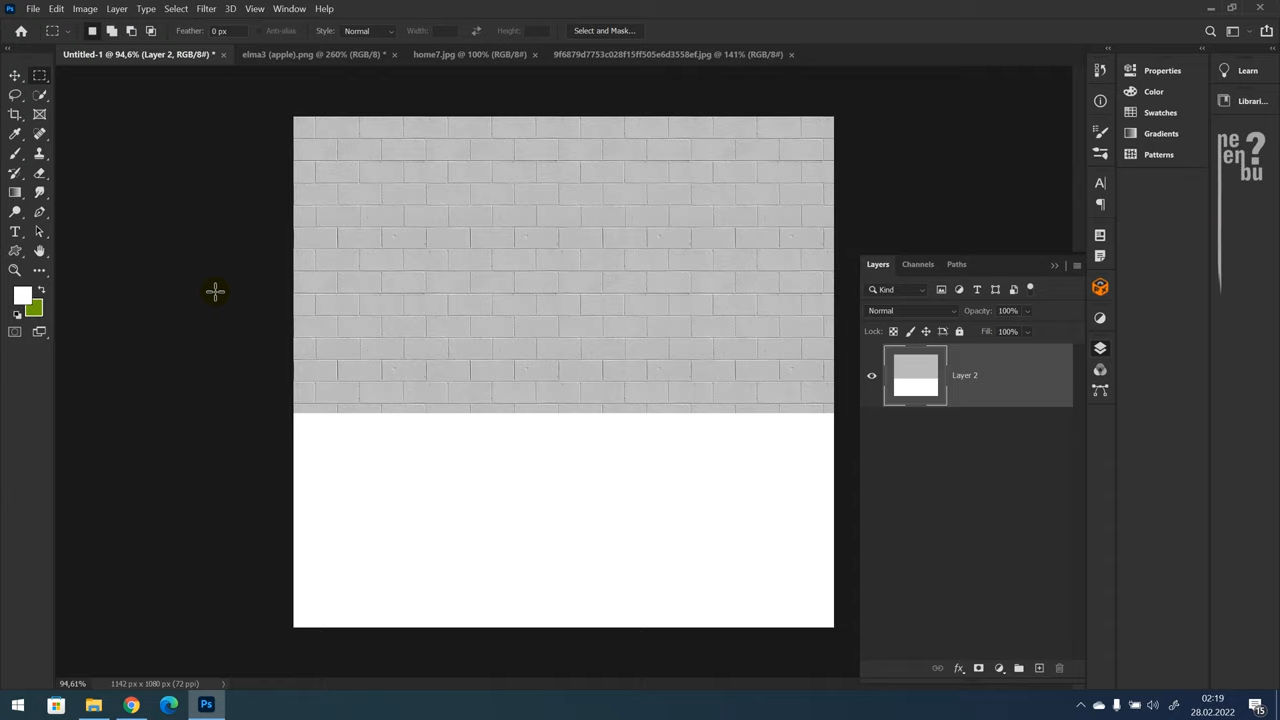 Ps File Edit Image Layer Type Select Filter 3D View Window Help
Feather: 0 px Anti-alias Style: Normal Width: Height: Select and Mask...
Untitled-1 @ 94,6% (Layer 2, RGB/8#) * × elma3 (apple).png @ 260% (RGB/8) * × home7.jpg @ 100% (RGB/8#) × 9f6879d7753c028f15ff505e6d3558ef.jpg @ 141% (RGB/8#) ×
Properties Learn
Color
Librari...
Swatches
Gradients
Patterns
ne en ? bu
Layers Channels Paths
Kind
Normal Opacity: 100%
Lock: Fill: 100%
Layer 2
fx
94,61% 1142 px x 1080 px (72 ppi)
Ps
02:19
28.02.2022
15